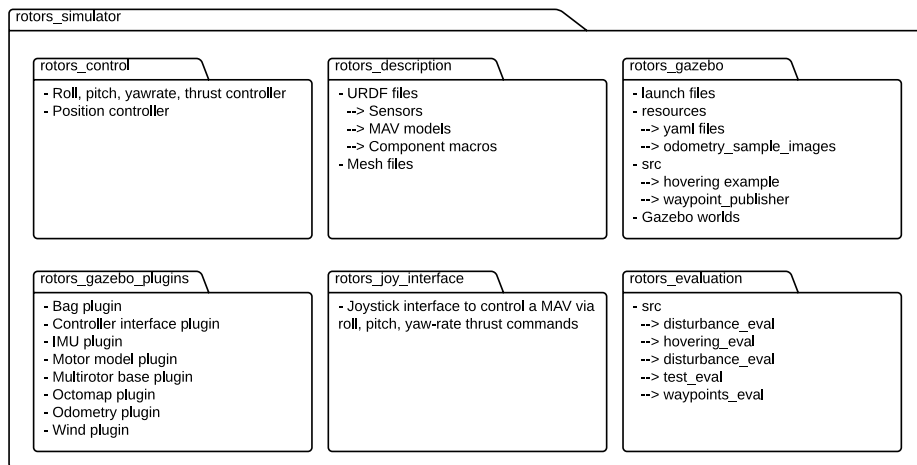 rotors_simulator
rotors_control
- Roll, pitch, yawrate, thrust controller
- Position controller
rotors_description
- URDF files
--> Sensors
--> MAV models
--> Component macros
- Mesh files
rotors_gazebo
- launch files
- resources
--> yaml files
--> odometry_sample_images
- src
--> hovering example
--> waypoint_publisher
- Gazebo worlds
rotors_gazebo_plugins
- Bag plugin
- Controller interface plugin
- IMU plugin
- Motor model plugin
- Multirotor base plugin
- Octomap plugin
- Odometry plugin
- Wind plugin
rotors_joy_interface
- Joystick interface to control a MAV via
roll, pitch, yaw-rate thrust commands
rotors_evaluation
- src
--> disturbance_eval
--> hovering_eval
--> disturbance_eval
--> test_eval
--> waypoints_eval